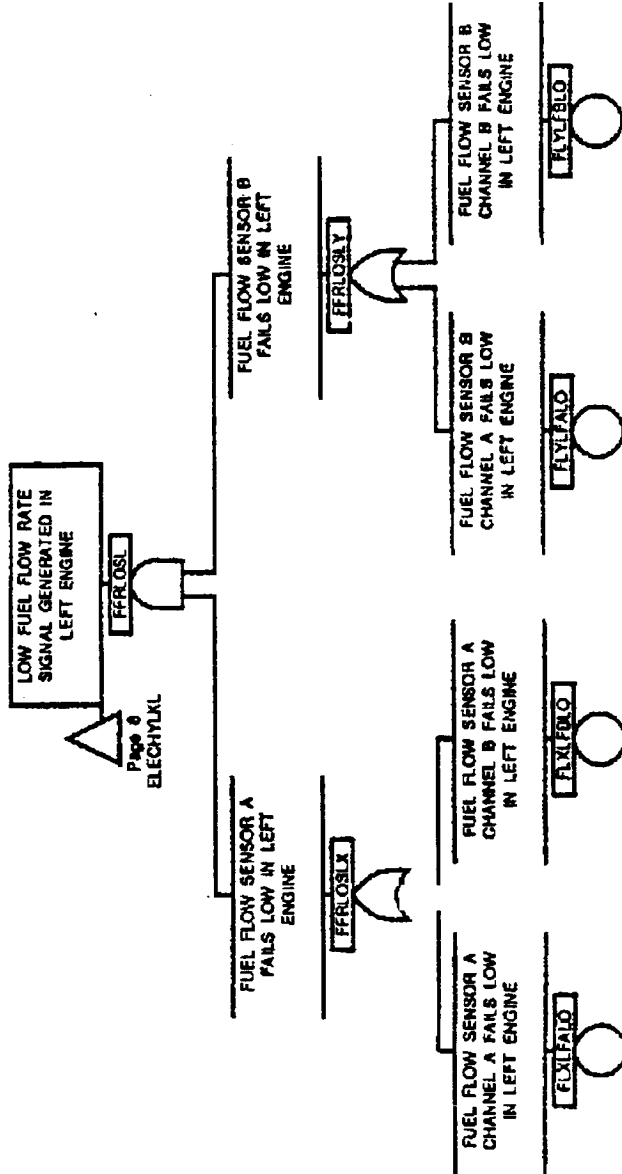 LOW FUEL FLOW RATE
SIGNAL GENERATED IN
LEFT ENGINE
FFRLOSL
Page 8
ELECHYLKL
FUEL FLOW SENSOR A
FAILS LOW IN LEFT
ENGINE
FFRLOSLX
FUEL FLOW SENSOR B
FAILS LOW IN LEFT
ENGINE
FFRLOSLY
FUEL FLOW SENSOR A
CHANNEL A FAILS LOW
IN LEFT ENGINE
FLXLFALO
FUEL FLOW SENSOR A
CHANNEL B FAILS LOW
IN LEFT ENGINE
FLXLFBLO
FUEL FLOW SENSOR B
CHANNEL A FAILS LOW
IN LEFT ENGINE
FLYLFALO
FUEL FLOW SENSOR B
CHANNEL B FAILS LOW
IN LEFT ENGINE
FLYLFBLO